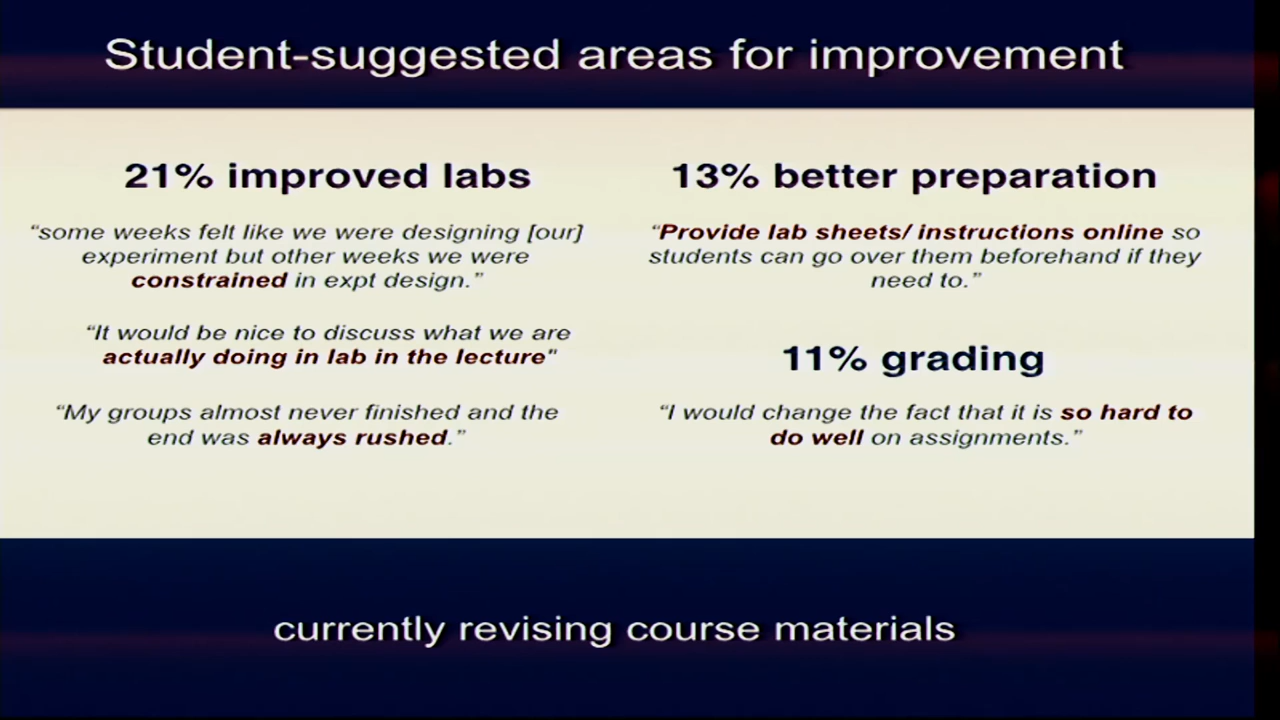 Student-suggested areas for improvement
21% improved labs
“some weeks felt like we were designing [our]
experiment but other weeks we were
constrained in expt design.”
“It would be nice to discuss what we are
actually doing in lab in the lecture"
“My groups almost never finished and the
end was always rushed.”
13% better preparation
“Provide lab sheets/ instructions online so
students can go over them beforehand if they
need to.”
11% grading
“I would change the fact that it is so hard to
do well on assignments.”
currently revising course materials